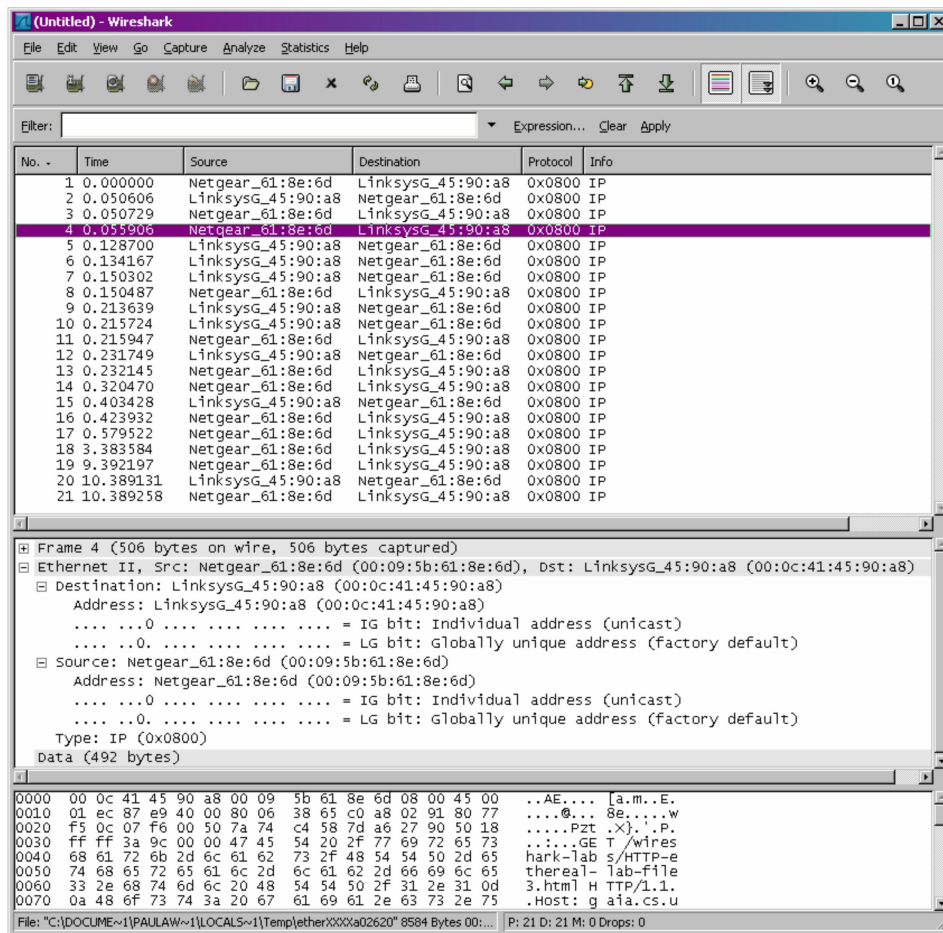 (Untitled) - Wireshark
File Edit View Go Capture Analyze Statistics Help
Filter: Expression... Clear Apply
No. - Time Source Destination Protocol Info
1 0.000000 Netgear_61:8e:6d LinksysG_45:90:a8 0x0800 IP
2 0.050606 LinksysG_45:90:a8 Netgear_61:8e:6d 0x0800 IP
3 0.050729 Netgear_61:8e:6d LinksysG_45:90:a8 0x0800 IP
4 0.055906 Netgear_61:8e:6d LinksysG_45:90:a8 0x0800 IP
5 0.128700 LinksysG_45:90:a8 Netgear_61:8e:6d 0x0800 IP
6 0.134167 LinksysG_45:90:a8 Netgear_61:8e:6d 0x0800 IP
7 0.150302 LinksysG_45:90:a8 Netgear_61:8e:6d 0x0800 IP
8 0.150487 Netgear_61:8e:6d LinksysG_45:90:a8 0x0800 IP
9 0.213639 LinksysG_45:90:a8 Netgear_61:8e:6d 0x0800 IP
10 0.215724 LinksysG_45:90:a8 Netgear_61:8e:6d 0x0800 IP
11 0.215947 Netgear_61:8e:6d LinksysG_45:90:a8 0x0800 IP
12 0.231749 LinksysG_45:90:a8 Netgear_61:8e:6d 0x0800 IP
13 0.232145 Netgear_61:8e:6d LinksysG_45:90:a8 0x0800 IP
14 0.320470 Netgear_61:8e:6d LinksysG_45:90:a8 0x0800 IP
15 0.403428 LinksysG_45:90:a8 Netgear_61:8e:6d 0x0800 IP
16 0.423932 Netgear_61:8e:6d LinksysG_45:90:a8 0x0800 IP
17 0.579522 Netgear_61:8e:6d LinksysG_45:90:a8 0x0800 IP
18 3.383584 Netgear_61:8e:6d LinksysG_45:90:a8 0x0800 IP
19 9.392197 Netgear_61:8e:6d LinksysG_45:90:a8 0x0800 IP
20 10.389131 LinksysG_45:90:a8 Netgear_61:8e:6d 0x0800 IP
21 10.389258 Netgear_61:8e:6d LinksysG_45:90:a8 0x0800 IP
Frame 4 (506 bytes on wire, 506 bytes captured)
Ethernet II, Src: Netgear_61:8e:6d (00:09:5b:61:8e:6d), Dst: LinksysG_45:90:a8 (00:0c:41:45:90:a8)
Destination: LinksysG_45:90:a8 (00:0c:41:45:90:a8)
Address: LinksysG_45:90:a8 (00:0c:41:45:90:a8)
.... ...0 .... .... .... .... = IG bit: Individual address (unicast)
.... ..0. .... .... .... .... = LG bit: Globally unique address (factory default)
Source: Netgear_61:8e:6d (00:09:5b:61:8e:6d)
Address: Netgear_61:8e:6d (00:09:5b:61:8e:6d)
.... ...0 .... .... .... .... = IG bit: Individual address (unicast)
.... ..0. .... .... .... .... = LG bit: Globally unique address (factory default)
Type: IP (0x0800)
Data (492 bytes)
0000 00 0c 41 45 90 a8 00 09 5b 61 8e 6d 08 00 45 00 ..AE.... [a.m..E.
0010 01 ec 87 e9 40 00 80 06 38 65 c0 a8 02 91 80 77 ....@... 8e.....w
0020 f5 0c 07 f6 00 50 7a 74 c4 58 7d a6 27 90 50 18 .....Pzt .X}.'.P.
0030 ff ff 3a 9c 00 00 47 45 54 20 2f 77 69 72 65 73 ..:...GE T /wires
0040 68 61 72 6b 2d 6c 61 62 73 2f 48 54 54 50 2d 65 hark-lab s/HTTP-e
0050 74 68 65 72 65 61 6c 2d 6c 61 62 2d 66 69 6c 65 thereal- lab-file
0060 33 2e 68 74 6d 6c 20 48 54 54 50 2f 31 2e 31 0d 3.html H TTP/1.1.
0070 0a 48 6f 73 74 3a 20 67 61 69 61 2e 63 73 2e 75 .Host: g aia.cs.u
File: "C:\DOCUME~1\PAULAW~1\LOCALS~1\Temp\etherXXXXa02620" 8584 Bytes 00:... P: 21 D: 21 M: 0 Drops: 0